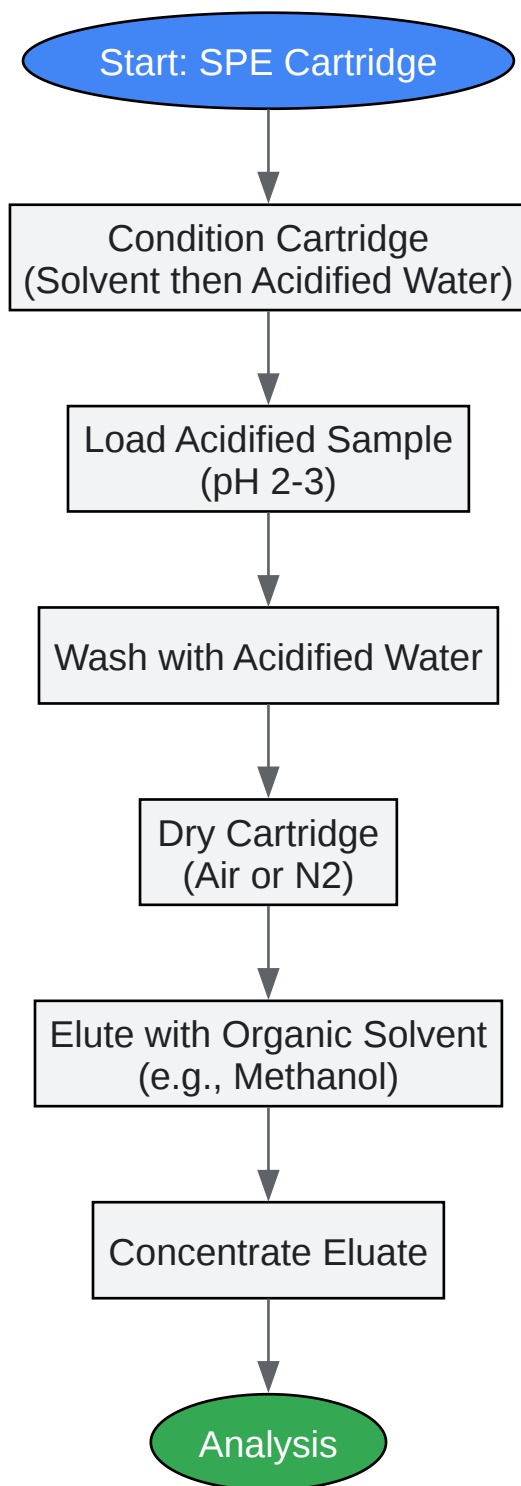 Start: SPE Cartridge
Condition Cartridge
(Solvent then Acidified Water)
Load Acidified Sample
(pH 2-3)
Wash with Acidified Water
Dry Cartridge
(Air or N2)
Elute with Organic Solvent
(e.g., Methanol)
Concentrate Eluate
Analysis